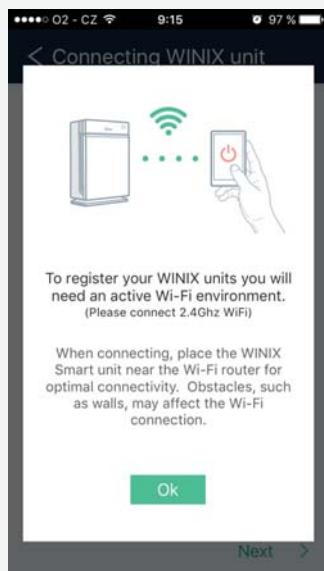 O2 - CZ 9:15 97 %
Connecting WINIX unit
To register your WINIX units you will
need an active Wi-Fi environment.
(Please connect 2.4Ghz WiFi)
When connecting, place the WINIX
Smart unit near the Wi-Fi router for
optimal connectivity. Obstacles, such
as walls, may affect the Wi-Fi
connection.
Ok
Next